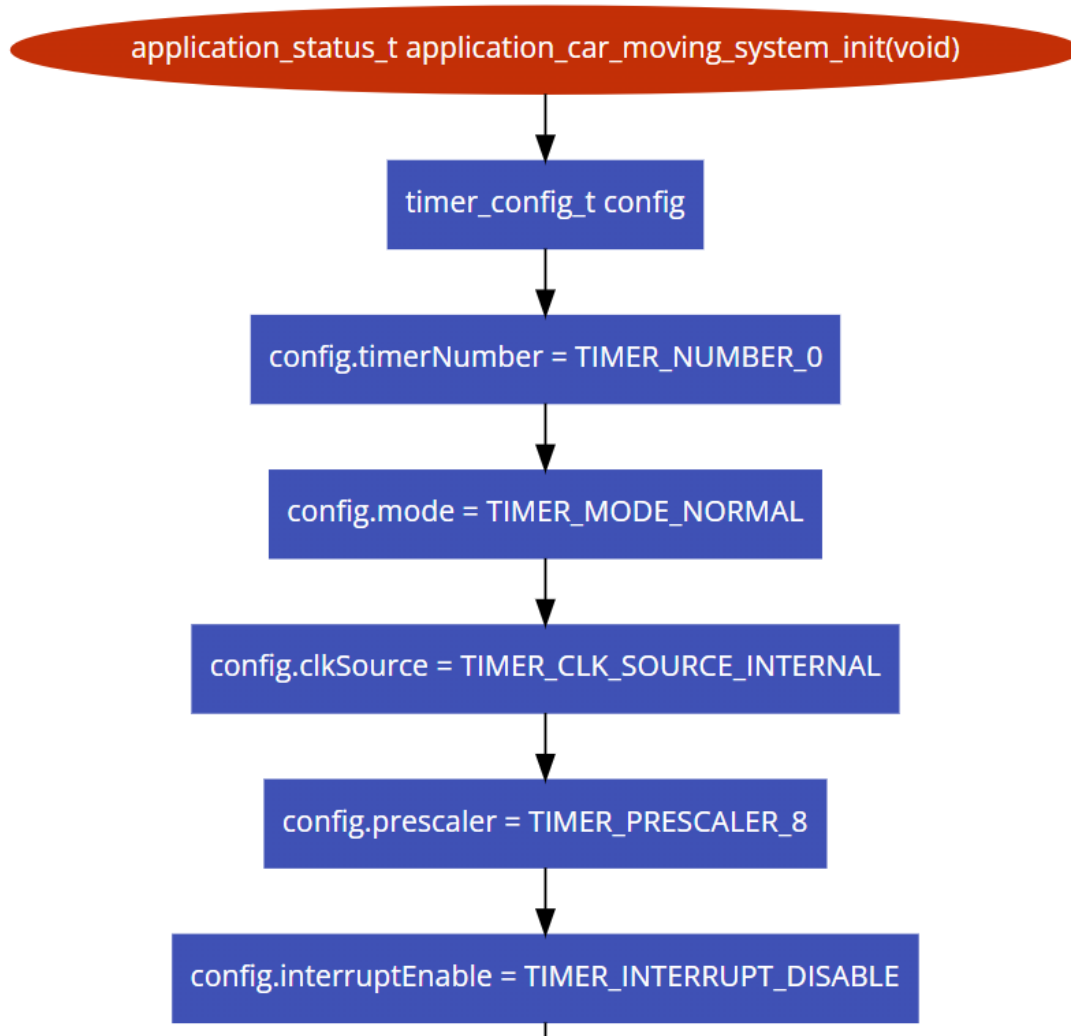 application_status_t application_car_moving_system_init(void)
timer_config_t config
config.timerNumber = TIMER_NUMBER_0
config.mode = TIMER_MODE_NORMAL
config.clkSource = TIMER_CLK_SOURCE_INTERNAL
config.prescaler = TIMER_PRESCALER_8
config.interruptEnable = TIMER_INTERRUPT_DISABLE